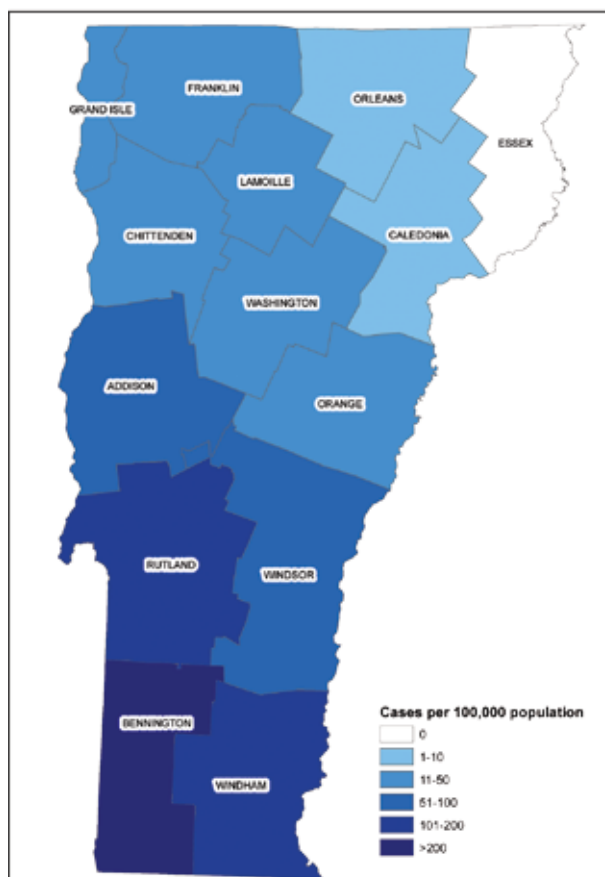 FRANKLIN
ORLEANS
GRAND ISLE
ESSEX
LAMOILLE
CHITTENDEN
CALEDONIA
WASHINGTON
ADDISON
ORANGE
RUTLAND
WINDSOR
BENNINGTON
WINDHAM
Cases per 100,000 population
0
1-10
11-50
51-100
101-200
>200